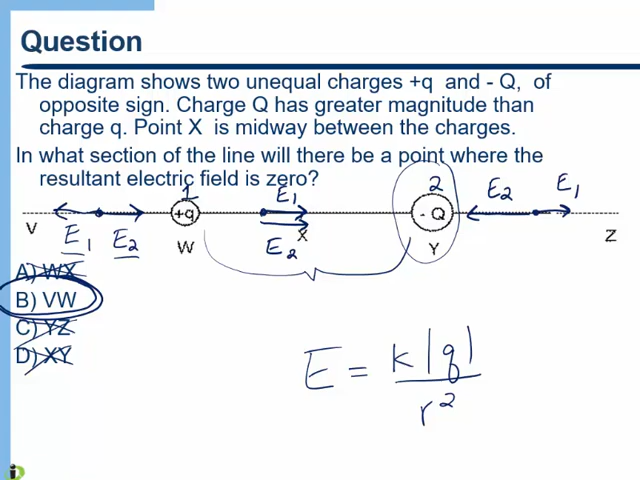 Question
The diagram shows two unequal charges +q and - Q, of
opposite sign. Charge Q has greater magnitude than
charge q. Point X is midway between the charges.
In what section of the line will there be a point where the
resultant electric field is zero?
1 E₁ 2 E₂ E₁
+q - Q
V E₁ E₂ W E₂ X Y Z
A) WX
B) VW
C) YZ
D) XY
E = k|q| / r²